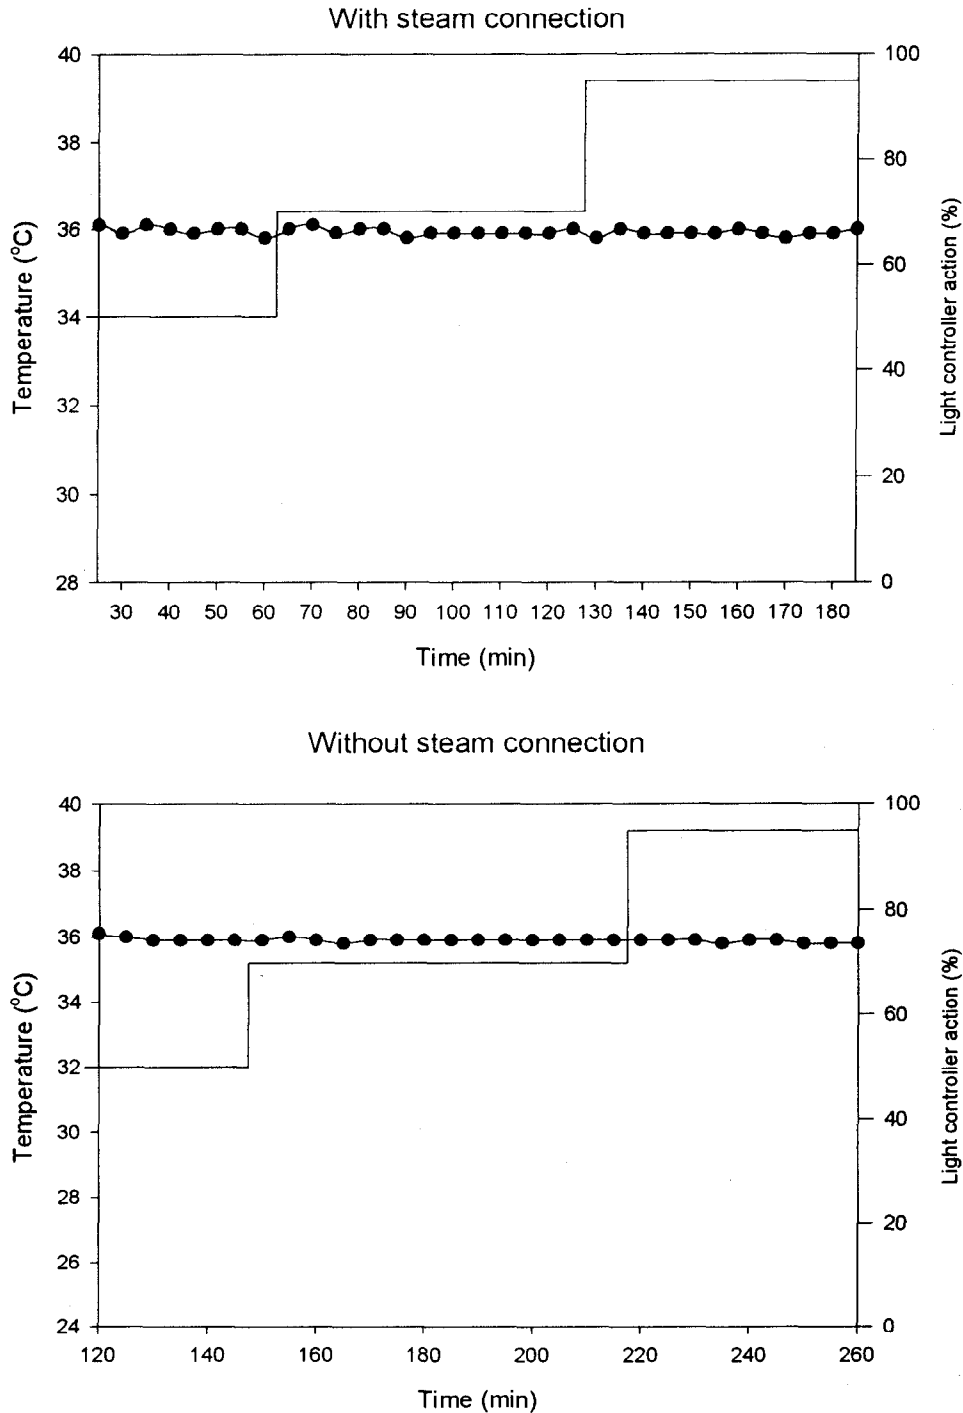 With steam connection
40
38
36
34
32
30
28
100
80
60
40
20
0
Temperature (°C)
Light controller action (%)
30 40 50 60 70 80 90 100 110 120 130 140 150 160 170 180
Time (min)
Without steam connection
40
38
36
34
32
30
28
26
24
100
80
60
40
20
0
Temperature (°C)
Light controller action (%)
120 140 160 180 200 220 240 260
Time (min)